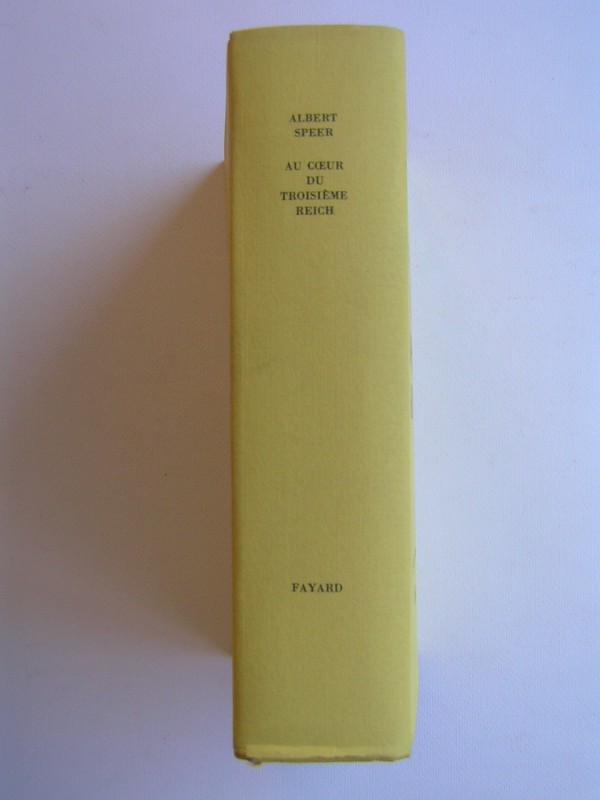 ALBERT
SPEER
AU CŒUR
DU
TROISIÈME
REICH
FAYARD